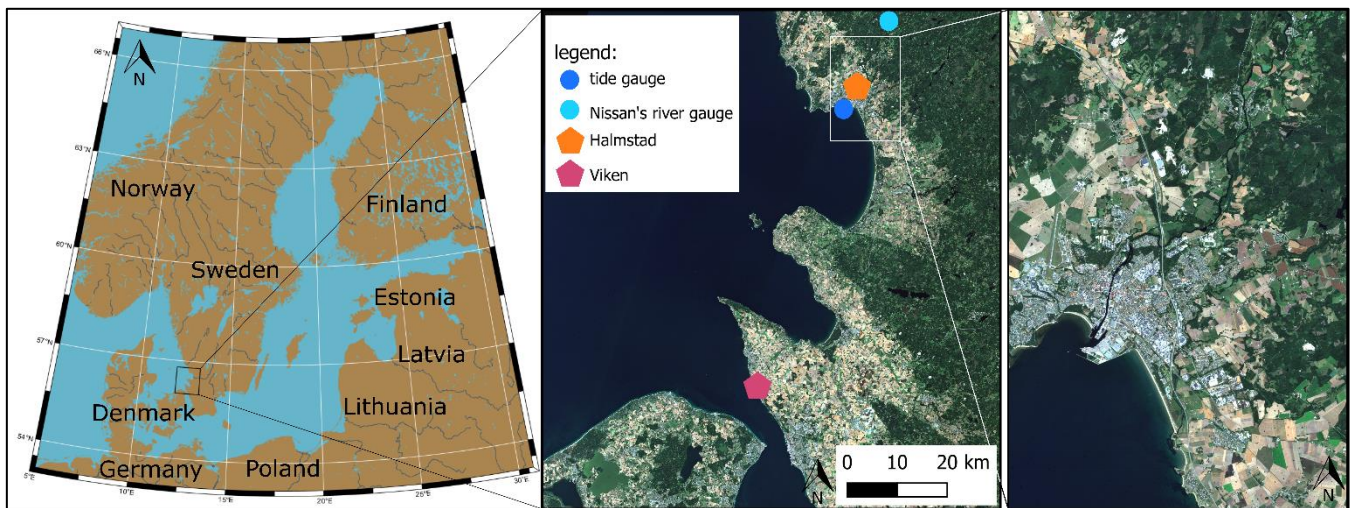 66°N
N
63°N
Norway
Finland
60°N
Sweden
Estonia
57°N
Latvia
Denmark
Lithuania
54°N
Germany
Poland
5°E
10°E
15°E
20°E
25°E
30°E
legend:
tide gauge
Nissan's river gauge
Halmstad
Viken
0 10 20 km
N
N